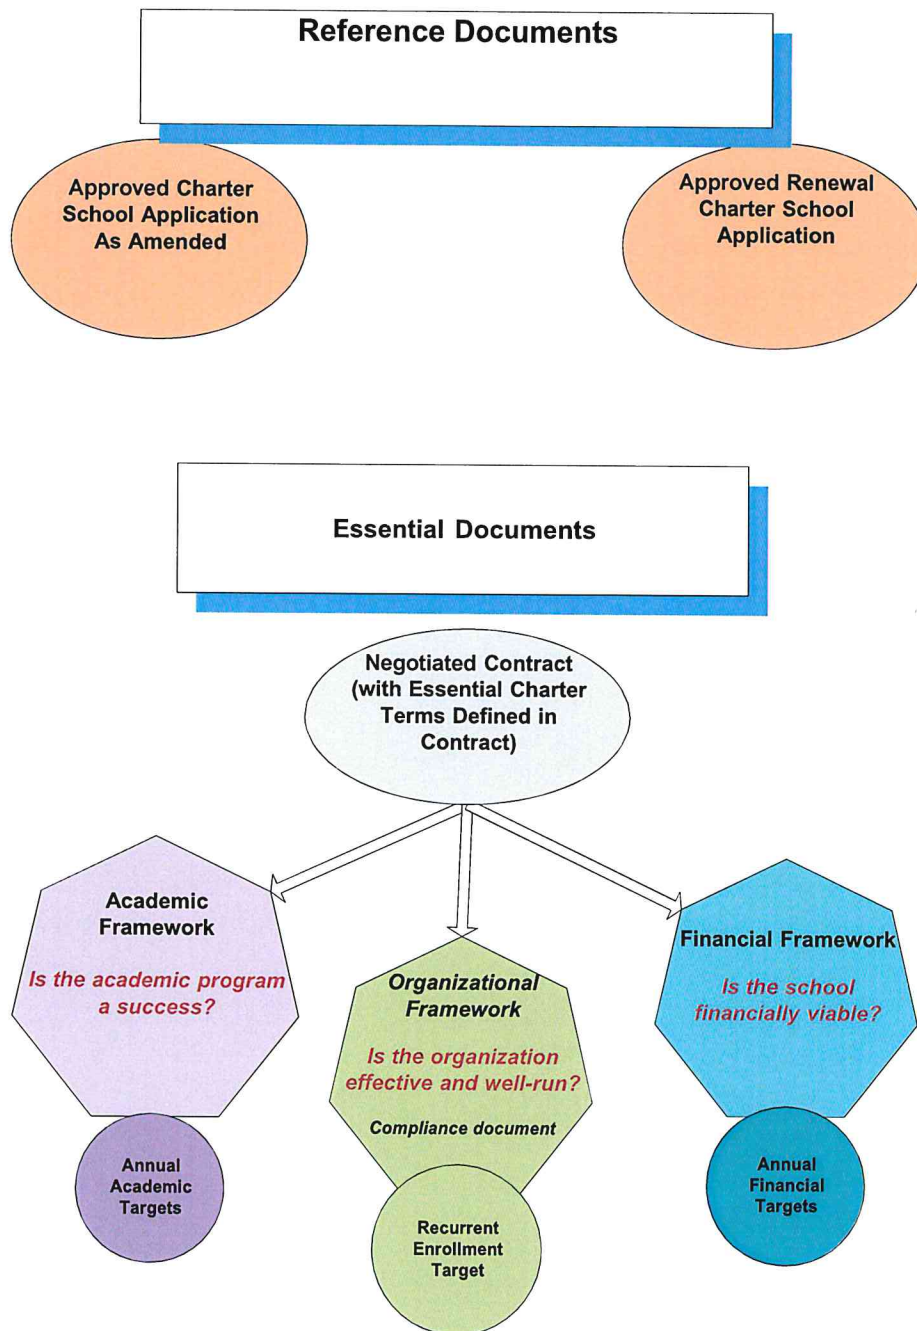 Reference Documents
Approved Charter
School Application
As Amended
Approved Renewal
Charter School
Application
Essential Documents
Negotiated Contract
(with Essential Charter
Terms Defined in
Contract)
Academic
Framework
Is the academic program
a success?
Organizational
Framework
Is the organization
effective and well-run?
Compliance document
Financial Framework
Is the school
financially viable?
Annual
Academic
Targets
Recurrent
Enrollment
Target
Annual
Financial
Targets